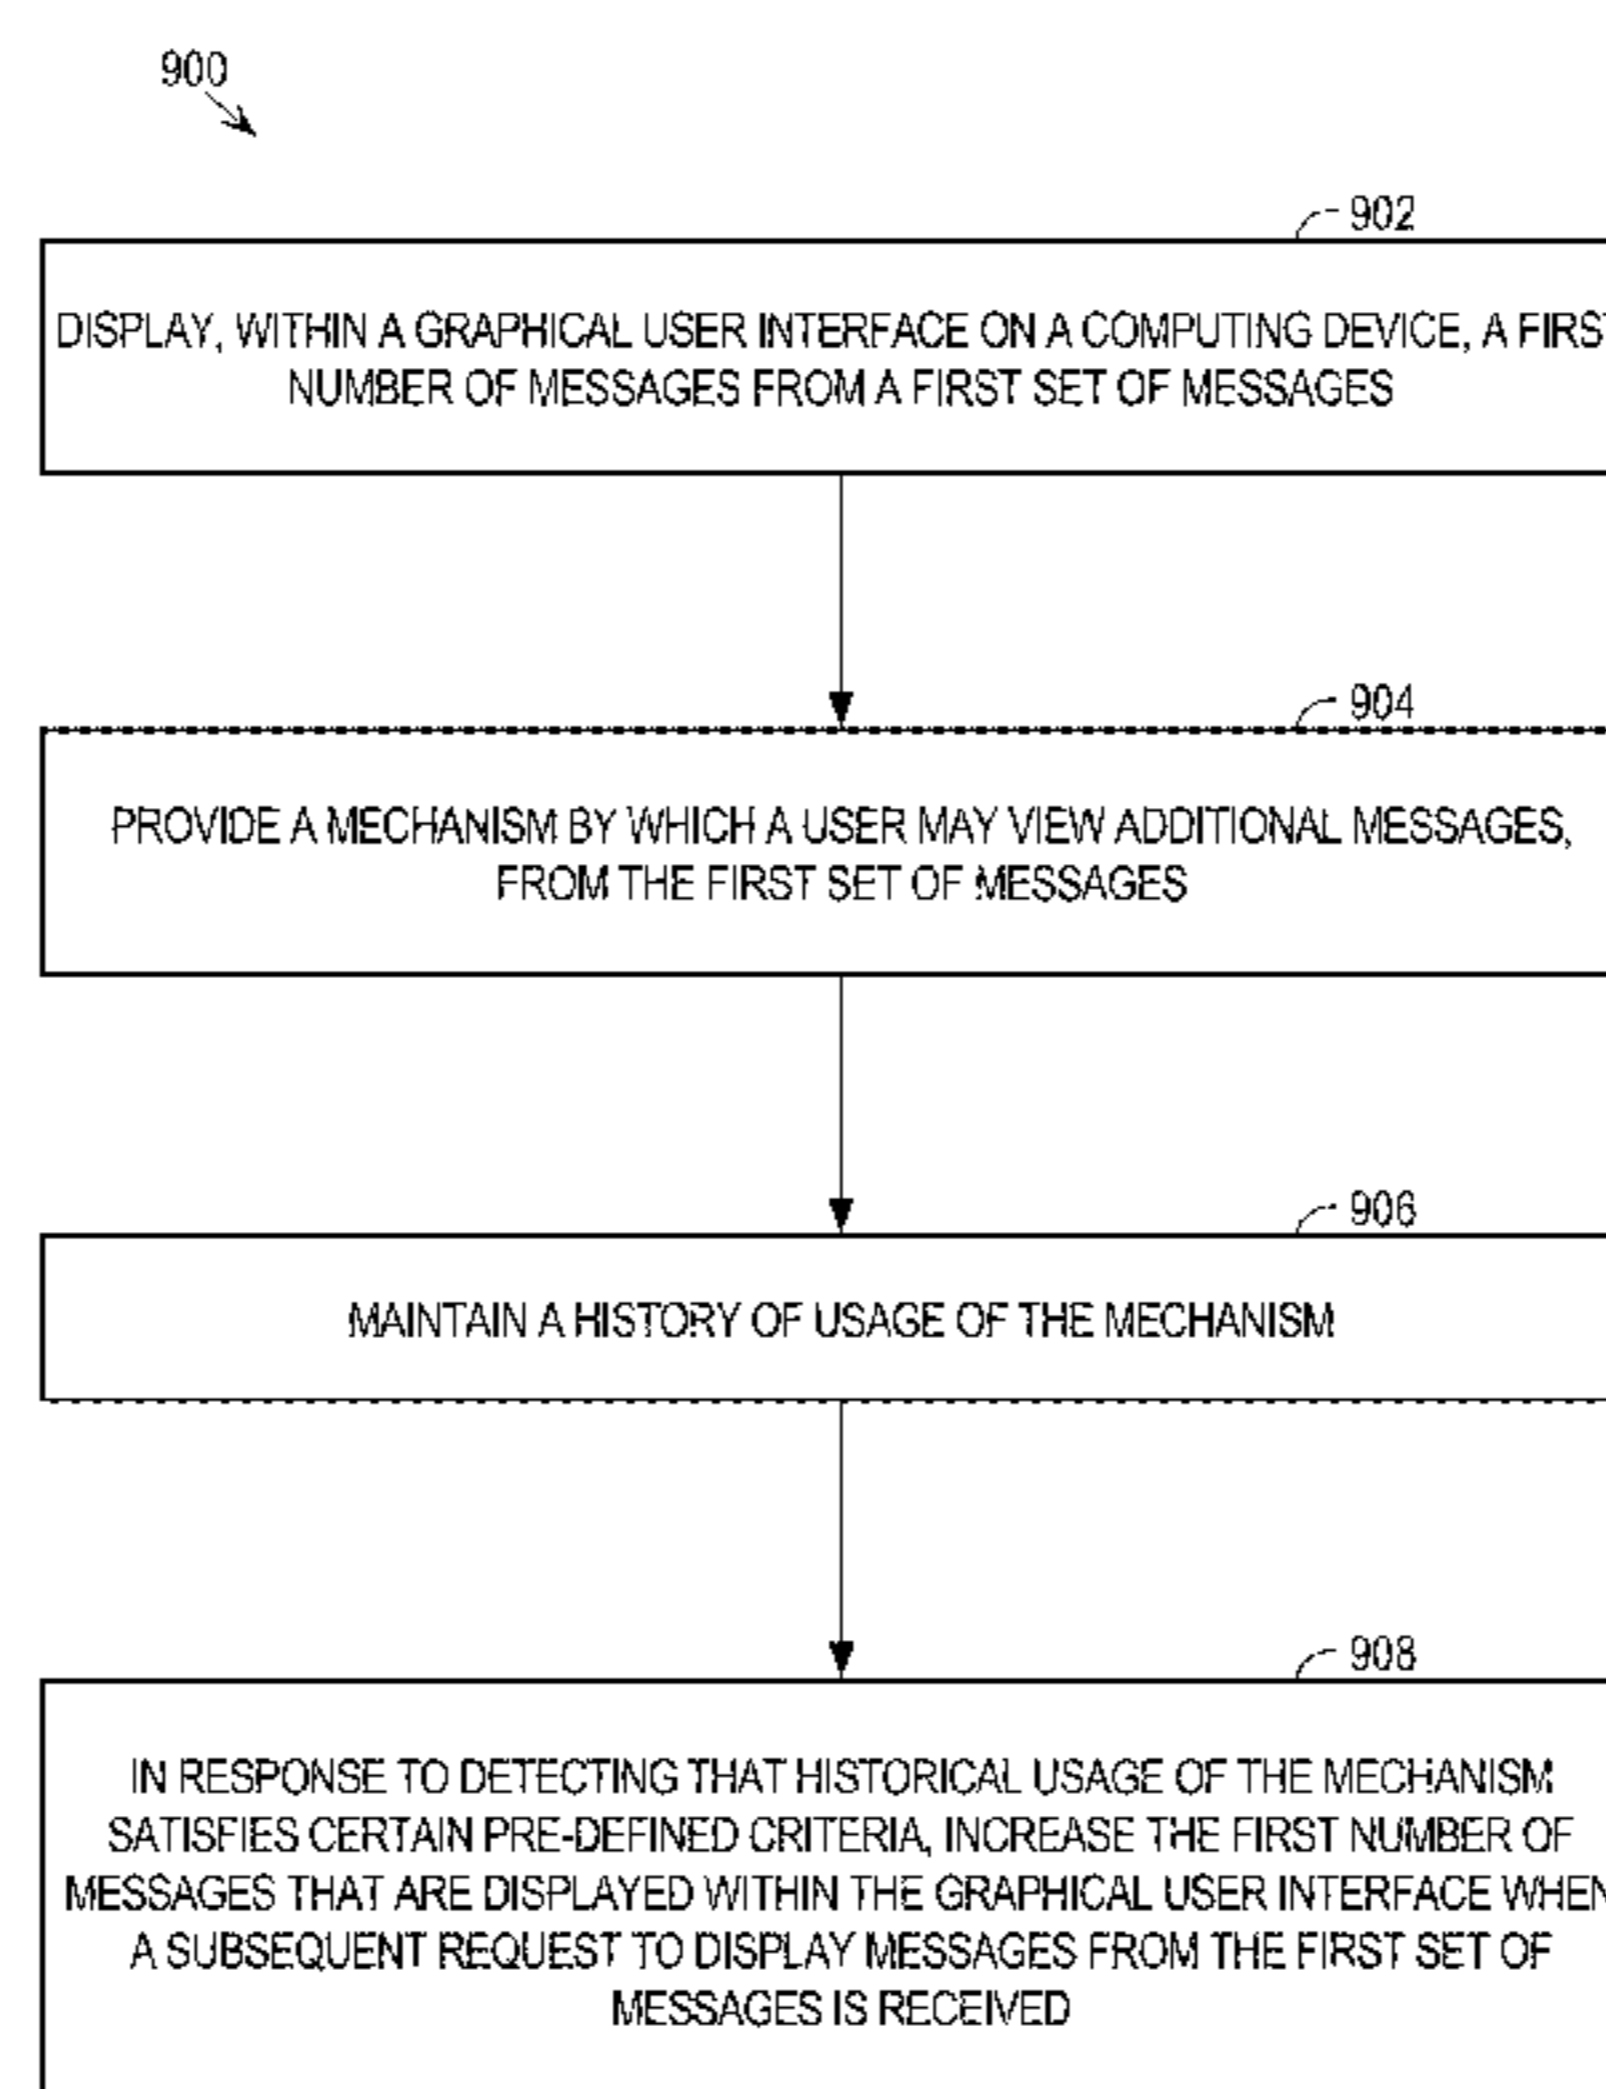 900
902
DISPLAY, WITHIN A GRAPHICAL USER INTERFACE ON A COMPUTING DEVICE, A FIRST
NUMBER OF MESSAGES FROM A FIRST SET OF MESSAGES
904
PROVIDE A MECHANISM BY WHICH A USER MAY VIEW ADDITIONAL MESSAGES,
FROM THE FIRST SET OF MESSAGES
906
MAINTAIN A HISTORY OF USAGE OF THE MECHANISM
908
IN RESPONSE TO DETECTING THAT HISTORICAL USAGE OF THE MECHANISM
SATISFIES CERTAIN PRE-DEFINED CRITERIA, INCREASE THE FIRST NUMBER OF
MESSAGES THAT ARE DISPLAYED WITHIN THE GRAPHICAL USER INTERFACE WHEN
A SUBSEQUENT REQUEST TO DISPLAY MESSAGES FROM THE FIRST SET OF
MESSAGES IS RECEIVED